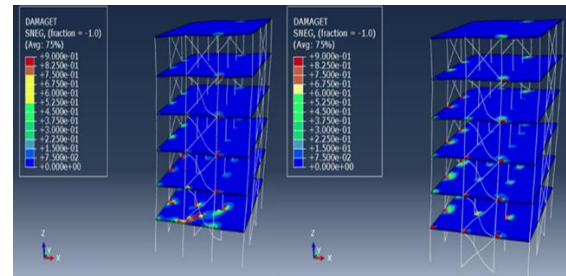 DAMAGET
SNEG, (fraction = -1.0)
(Avg: 75%)
+9.000e-01
+8.250e-01
+7.500e-01
+6.750e-01
+6.000e-01
+5.250e-01
+4.500e-01
+3.750e-01
+3.000e-01
+2.250e-01
+1.500e-01
+7.500e-02
+0.000e+00
Z
Y
X
DAMAGET
SNEG, (fraction = -1.0)
(Avg: 75%)
+9.000e-01
+8.250e-01
+7.500e-01
+6.750e-01
+6.000e-01
+5.250e-01
+4.500e-01
+3.750e-01
+3.000e-01
+2.250e-01
+1.500e-01
+7.500e-02
+0.000e+00
Z
Y
X